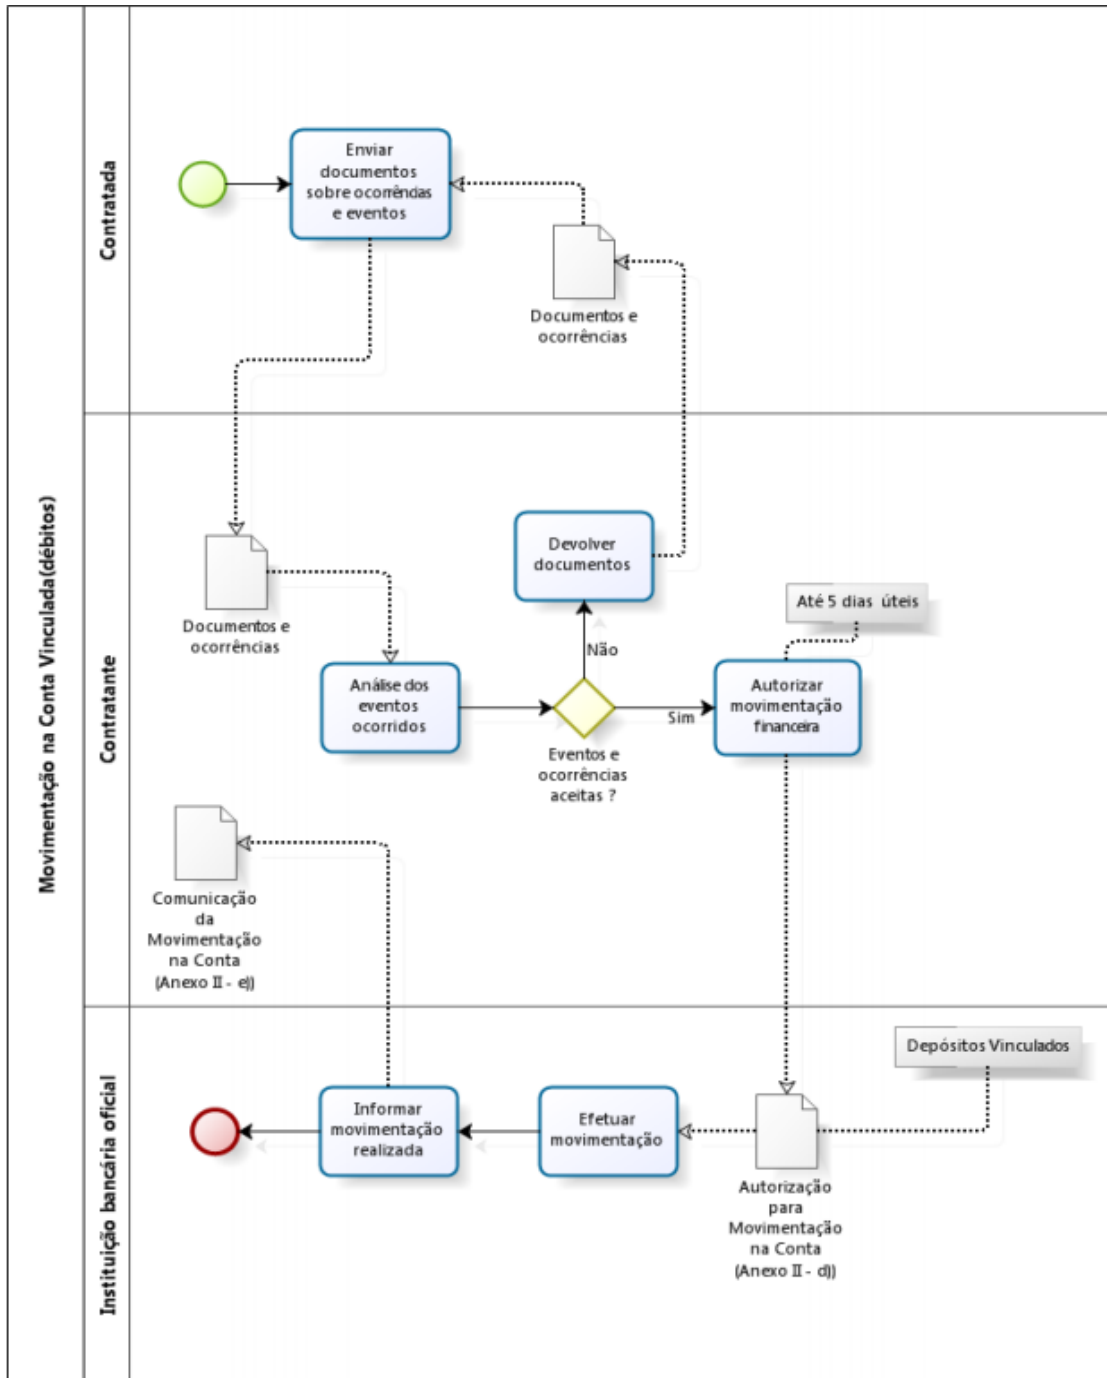 Movimentação na Conta Vinculada(débitos)
Contratada
Enviar
documentos
sobre ocorrências
e eventos
Documentos e
ocorrências
Contratante
Documentos e
ocorrências
Análise dos
eventos
ocorridos
Devolver
documentos
Não
Eventos e
ocorrências
aceitas ?
Sim
Até 5 dias úteis
Autorizar
movimentação
financeira
Comunicação
da
Movimentação
na Conta
(Anexo II - e))
Instituição bancária oficial
Informar
movimentação
realizada
Efetuar
movimentação
Depósitos Vinculados
Autorização
para
Movimentação
na Conta
(Anexo II - d))